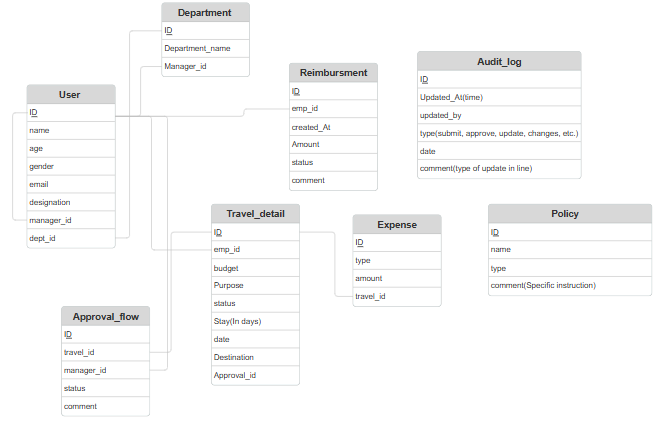 Department
ID
Department_name
Manager_id
User
ID
name
age
gender
email
designation
manager_id
dept_id
Reimbursment
ID
emp_id
created_At
Amount
status
comment
Audit_log
ID
Updated_At(time)
updated_by
type(submit, approve, update, changes, etc.)
date
comment(type of update in line)
Travel_detail
ID
emp_id
budget
Purpose
status
Stay(In days)
date
Destination
Approval_id
Expense
ID
type
amount
travel_id
Policy
ID
name
type
comment(Specific instruction)
Approval_flow
ID
travel_id
manager_id
status
comment